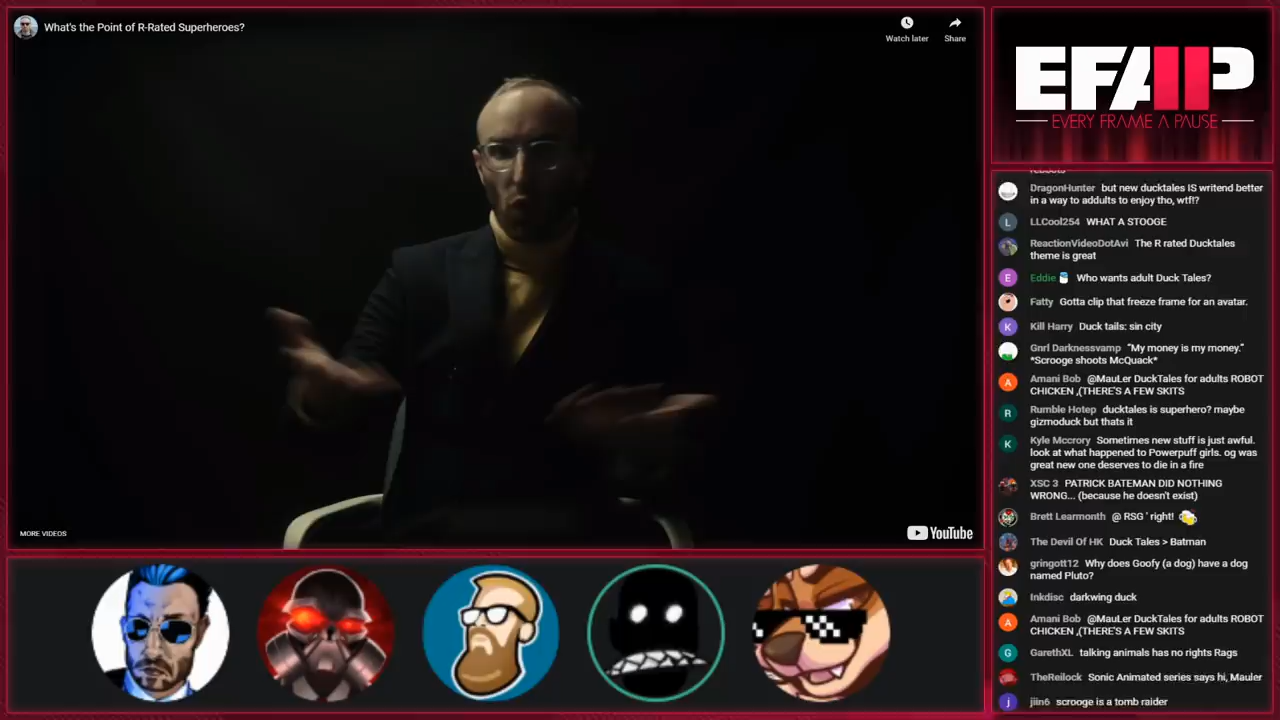 What's the Point of R-Rated Superheroes?
Watch later
Share
MORE VIDEOS
YouTube
EFAP
EVERY FRAME A PAUSE
DragonHunter but new ducktales IS writend better
in a way to addults to enjoy tho, wtf!?
L
LLCool254 WHAT A STOOGE
ReactionVideoDotAvi The R rated Ducktales
theme is great
E
Eddie Who wants adult Duck Tales?
Fatty Gotta clip that freeze frame for an avatar.
K
Kill Harry Duck tails: sin city
Gnrl Darknessvamp "My money is my money."
*Scrooge shoots McQuack*
A
Amani Bob @MauLer DuckTales for adults ROBOT
CHICKEN ,(THERE'S A FEW SKITS
R
Rumble Hotep ducktales is superhero? maybe
gizmoduck but thats it
K
Kyle Mccrory Sometimes new stuff is just awful.
look at what happened to Powerpuff girls. og was
great new one deserves to die in a fire
XSC 3 PATRICK BATEMAN DID NOTHING
WRONG... (because he doesn't exist)
Brett Learmonth @ RSG ' right!
The Devil Of HK Duck Tales > Batman
gringott12 Why does Goofy (a dog) have a dog
named Pluto?
Inkdisc darkwing duck
A
Amani Bob @MauLer DuckTales for adults ROBOT
CHICKEN ,(THERE'S A FEW SKITS
G
GarethXL talking animals has no rights Rags
TheReilock Sonic Animated series says hi, Mauler
j
jiin6 scrooge is a tomb raider